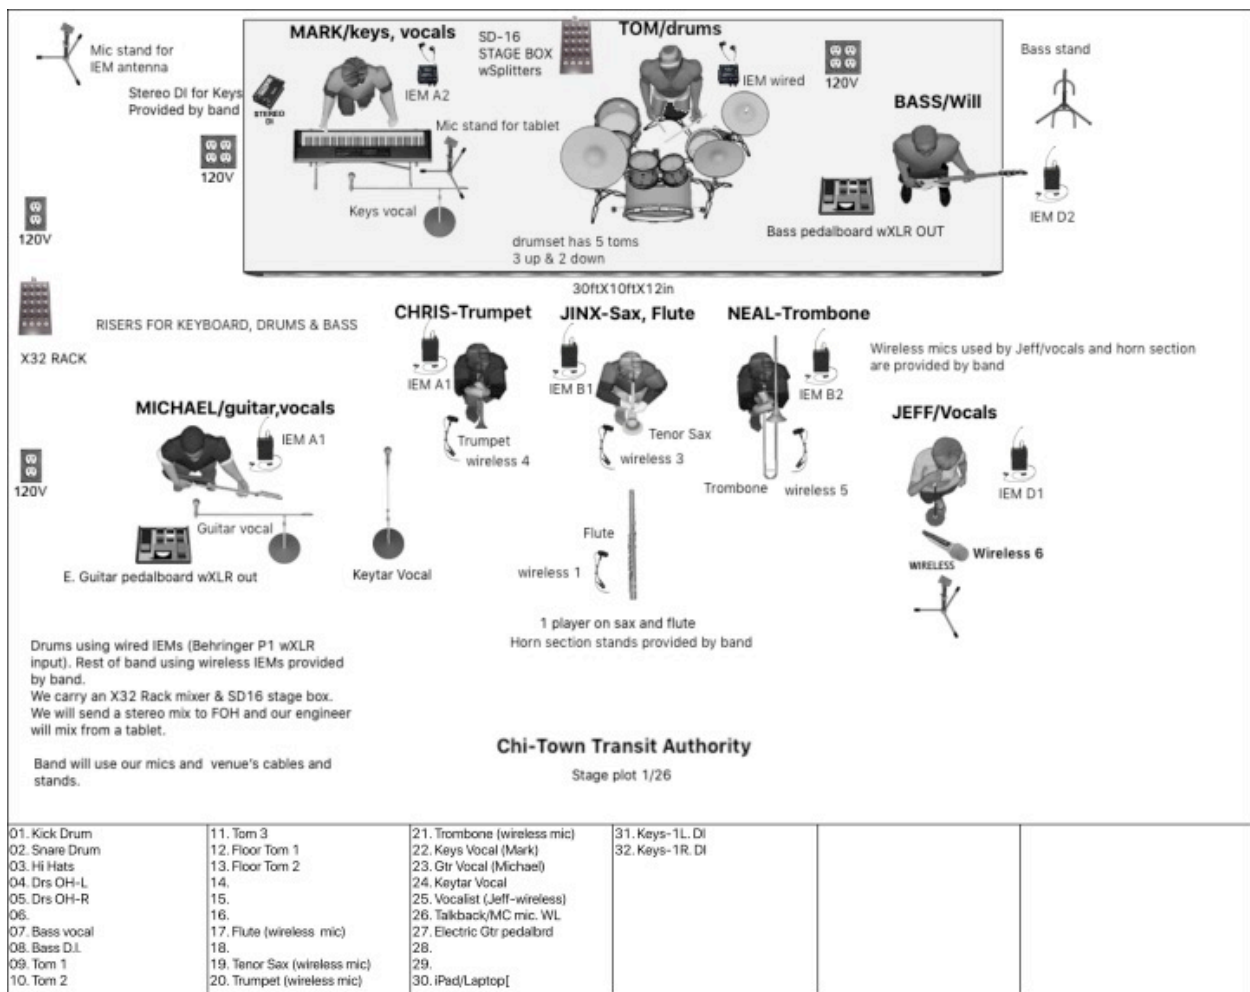 MARK/keys, vocals
SD-16
STAGE BOX
wSplitters
TOM/drums
Mic stand for
IEM antenna
Bass stand
Stereo DI for Keys
Provided by band
STEREO
DI
IEM A2
IEM wired
120V
BASS/Will
Mic stand for tablet
120V
120V
Keys vocal
IEM D2
Bass pedalboard wXLR OUT
drumset has 5 toms
3 up & 2 down
30ftX10ftX12in
X32 RACK
RISERS FOR KEYBOARD, DRUMS & BASS
CHRIS-Trumpet
JINX-Sax, Flute
NEAL-Trombone
Wireless mics used by Jeff/vocals and horn section
are provided by band
IEM A1
IEM B1
IEM B2
MICHAEL/guitar,vocals
JEFF/Vocals
IEM A1
Trumpet
wireless 4
Tenor Sax
wireless 3
Trombone
wireless 5
IEM D1
120V
Guitar vocal
Flute
wireless 1
Wireless 6
WIRELESS
E. Guitar pedalboard wXLR out
Keytar Vocal
1 player on sax and flute
Horn section stands provided by band
Drums using wired IEMs (Behringer P1 wXLR
input). Rest of band using wireless IEMs provided
by band.
We carry an X32 Rack mixer & SD16 stage box.
We will send a stereo mix to FOH and our engineer
will mix from a tablet.
Band will use our mics and venue's cables and
stands.
Chi-Town Transit Authority
Stage plot 1/26
01. Kick Drum
02. Snare Drum
03. Hi Hats
04. Drs OH-L
05. Drs OH-R
06.
07. Bass vocal
08. Bass D.I.
09. Tom 1
10. Tom 2
11. Tom 3
12. Floor Tom 1
13. Floor Tom 2
14.
15.
16.
17. Flute (wireless mic)
18.
19. Tenor Sax (wireless mic)
20. Trumpet (wireless mic)
21. Trombone (wireless mic)
22. Keys Vocal (Mark)
23. Gtr Vocal (Michael)
24. Keytar Vocal
25. Vocalist (Jeff-wireless)
26. Talkback/MC mic. WL
27. Electric Gtr pedalbrd
28.
29.
30. iPad/Laptop[
31. Keys-1L. DI
32. Keys-1R. DI